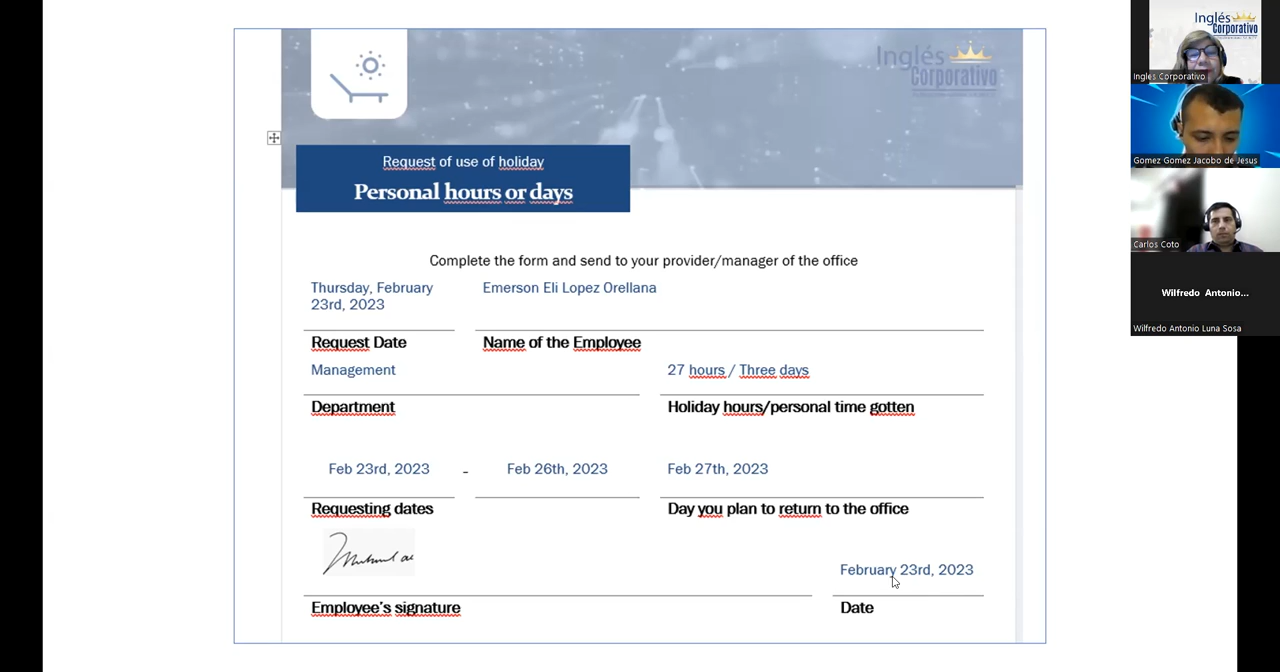 Inglés
Corporativo
Request of use of holiday
Personal hours or days
Complete the form and send to your provider/manager of the office
Thursday, February
23rd, 2023
Emerson Eli Lopez Orellana
Request Date
Name of the Employee
Management
27 hours / Three days
Department
Holiday hours/personal time gotten
Feb 23rd, 2023
-
Feb 26th, 2023
Feb 27th, 2023
Requesting dates
Day you plan to return to the office
February 23rd, 2023
Employee's signature
Date
Inglés
Corporativo
Ingles Corporativo
Gomez Gomez Jacobo de Jesus
Carlos Coto
Wilfredo Antonio...
Wilfredo Antonio Luna Sosa